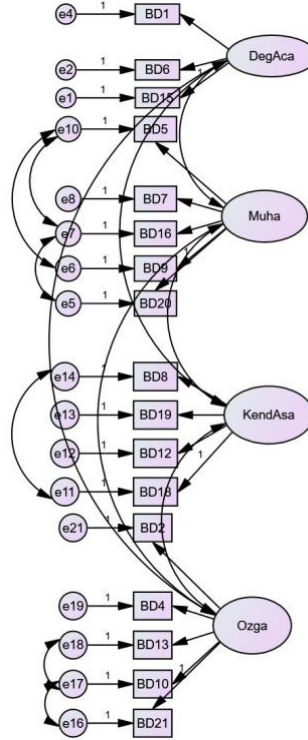 e4 1 BD1
DegAca
e2 1 BD6
1
e1 1 BD15
e10 1 BD5
e8 1 BD7
Muha
e7 1 BD16
1
e6 1 BD9
e5 1 BD20
e14 1 BD8
e13 1 BD19
KendAsa
e12 1 BD12
1
e11 1 BD18
e21 1 BD2
e19 1 BD4
Ozga
e18 1 BD13
1
e17 1 BD10
e16 1 BD21